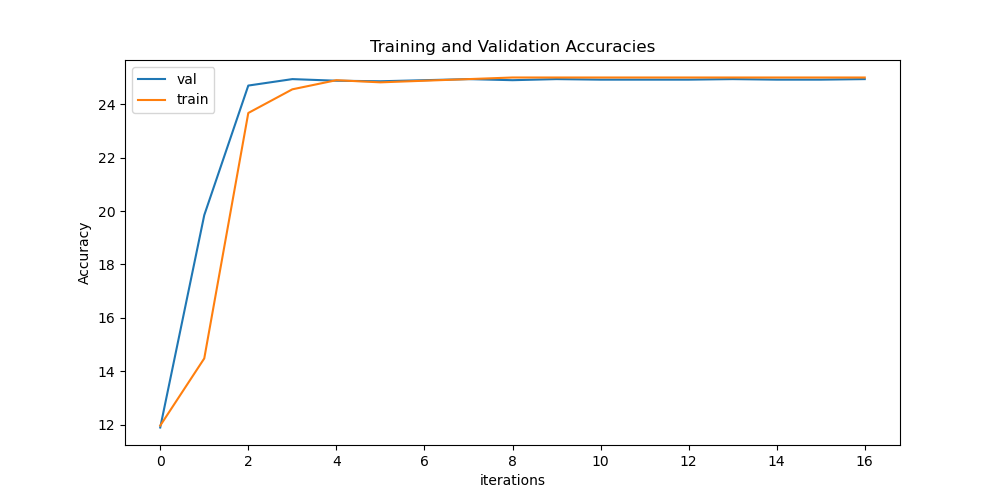 Training and Validation Accuracies
val
train
24
22
20
18
16
14
12
Accuracy
0 2 4 6 8 10 12 14 16
iterations